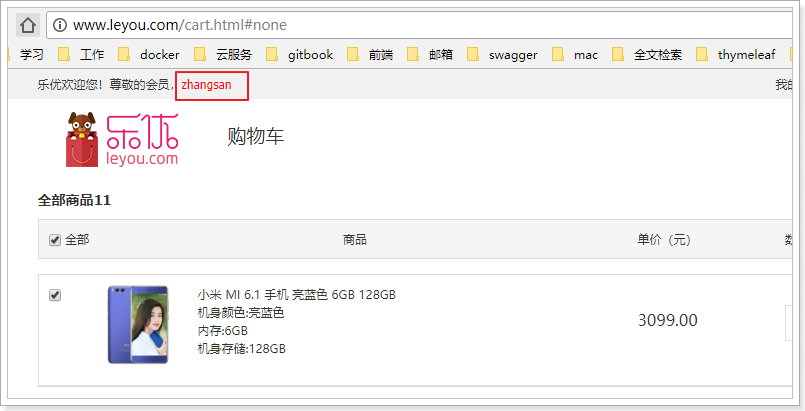 www.leyou.com/cart.html#none
学习 工作 docker 云服务 gitbook 前端 邮箱 swagger mac 全文检索 thymeleaf
乐优欢迎您！尊敬的会员， zhangsan 我的
乐优
leyou.com
购物车
全部商品11
全部 商品 单价（元）
小米 MI 6.1 手机 亮蓝色 6GB 128GB
机身颜色:亮蓝色
内存:6GB
机身存储:128GB
3099.00